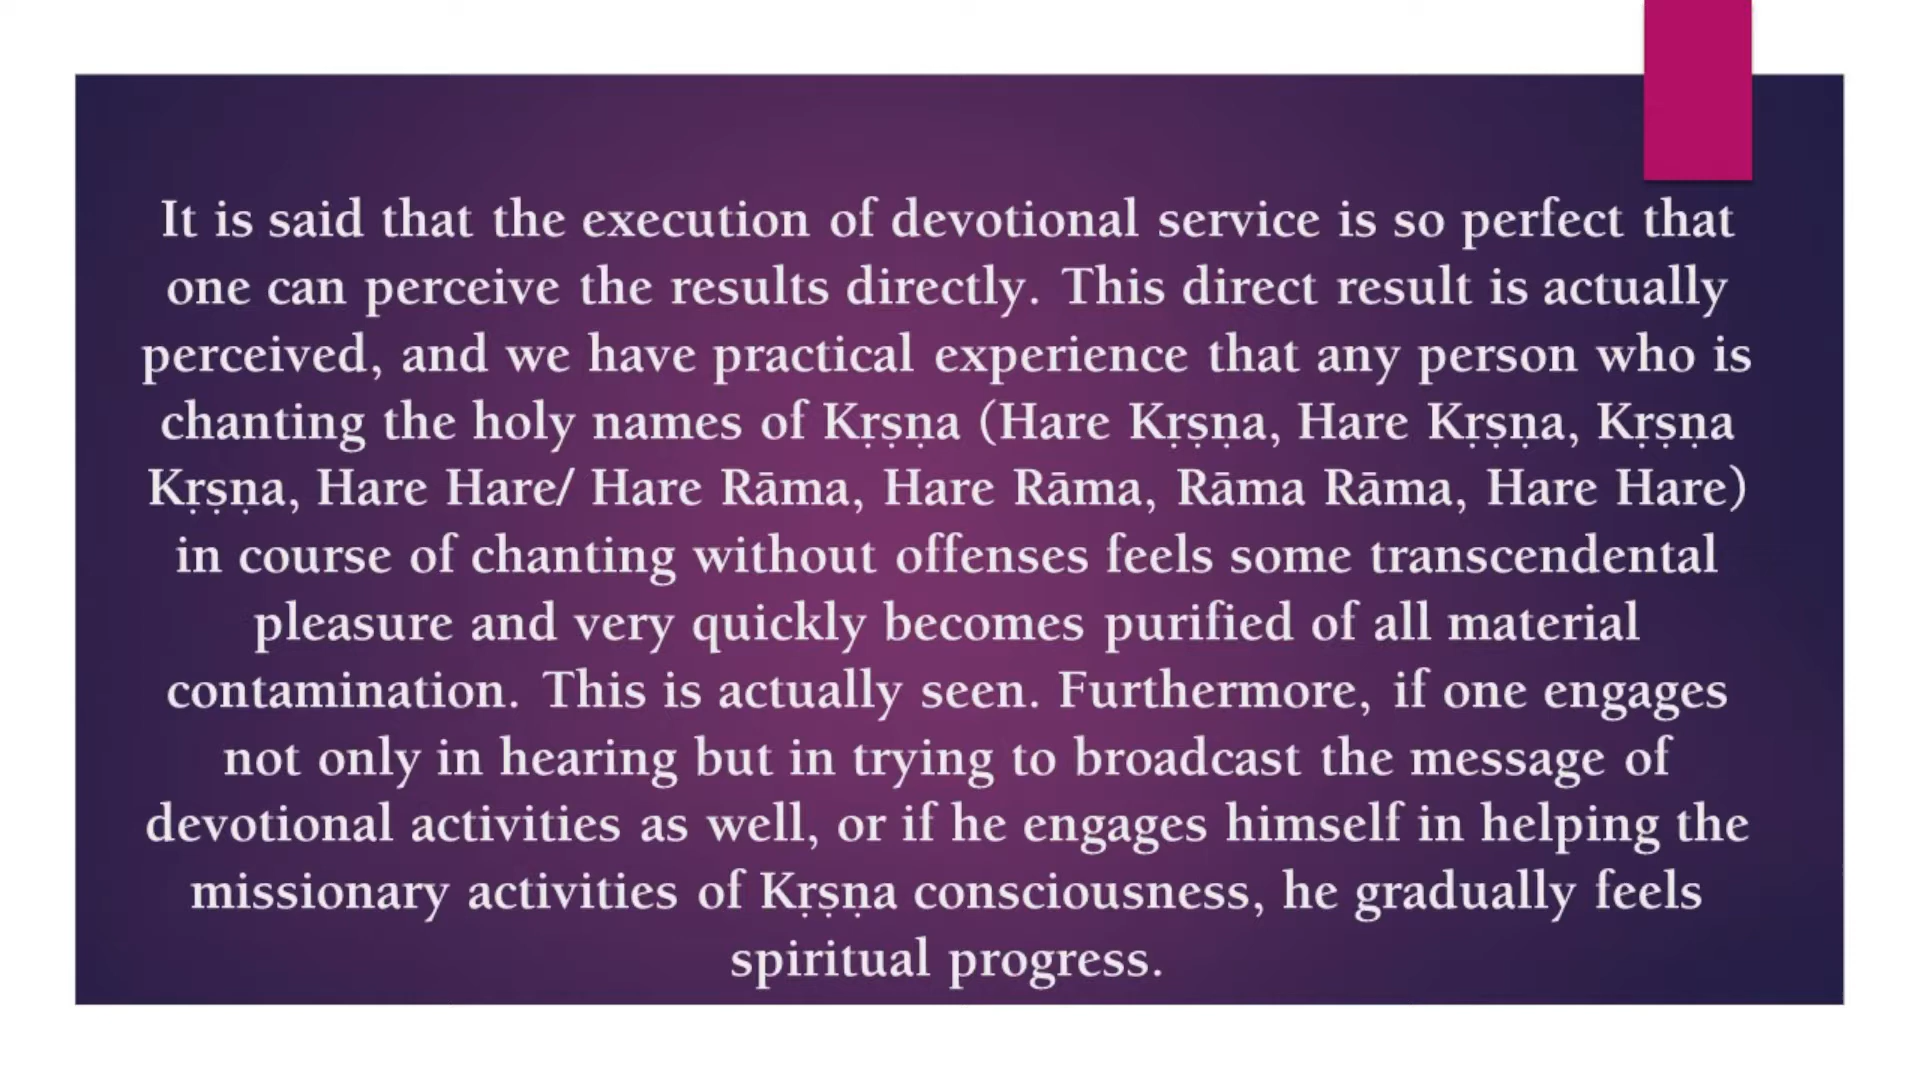 It is said that the execution of devotional service is so perfect that
one can perceive the results directly. This direct result is actually
perceived, and we have practical experience that any person who is
chanting the holy names of Kṛṣṇa (Hare Kṛṣṇa, Hare Kṛṣṇa, Kṛṣṇa
Kṛṣṇa, Hare Hare/ Hare Rāma, Hare Rāma, Rāma Rāma, Hare Hare)
in course of chanting without offenses feels some transcendental
pleasure and very quickly becomes purified of all material
contamination. This is actually seen. Furthermore, if one engages
not only in hearing but in trying to broadcast the message of
devotional activities as well, or if he engages himself in helping the
missionary activities of Kṛṣṇa consciousness, he gradually feels
spiritual progress.